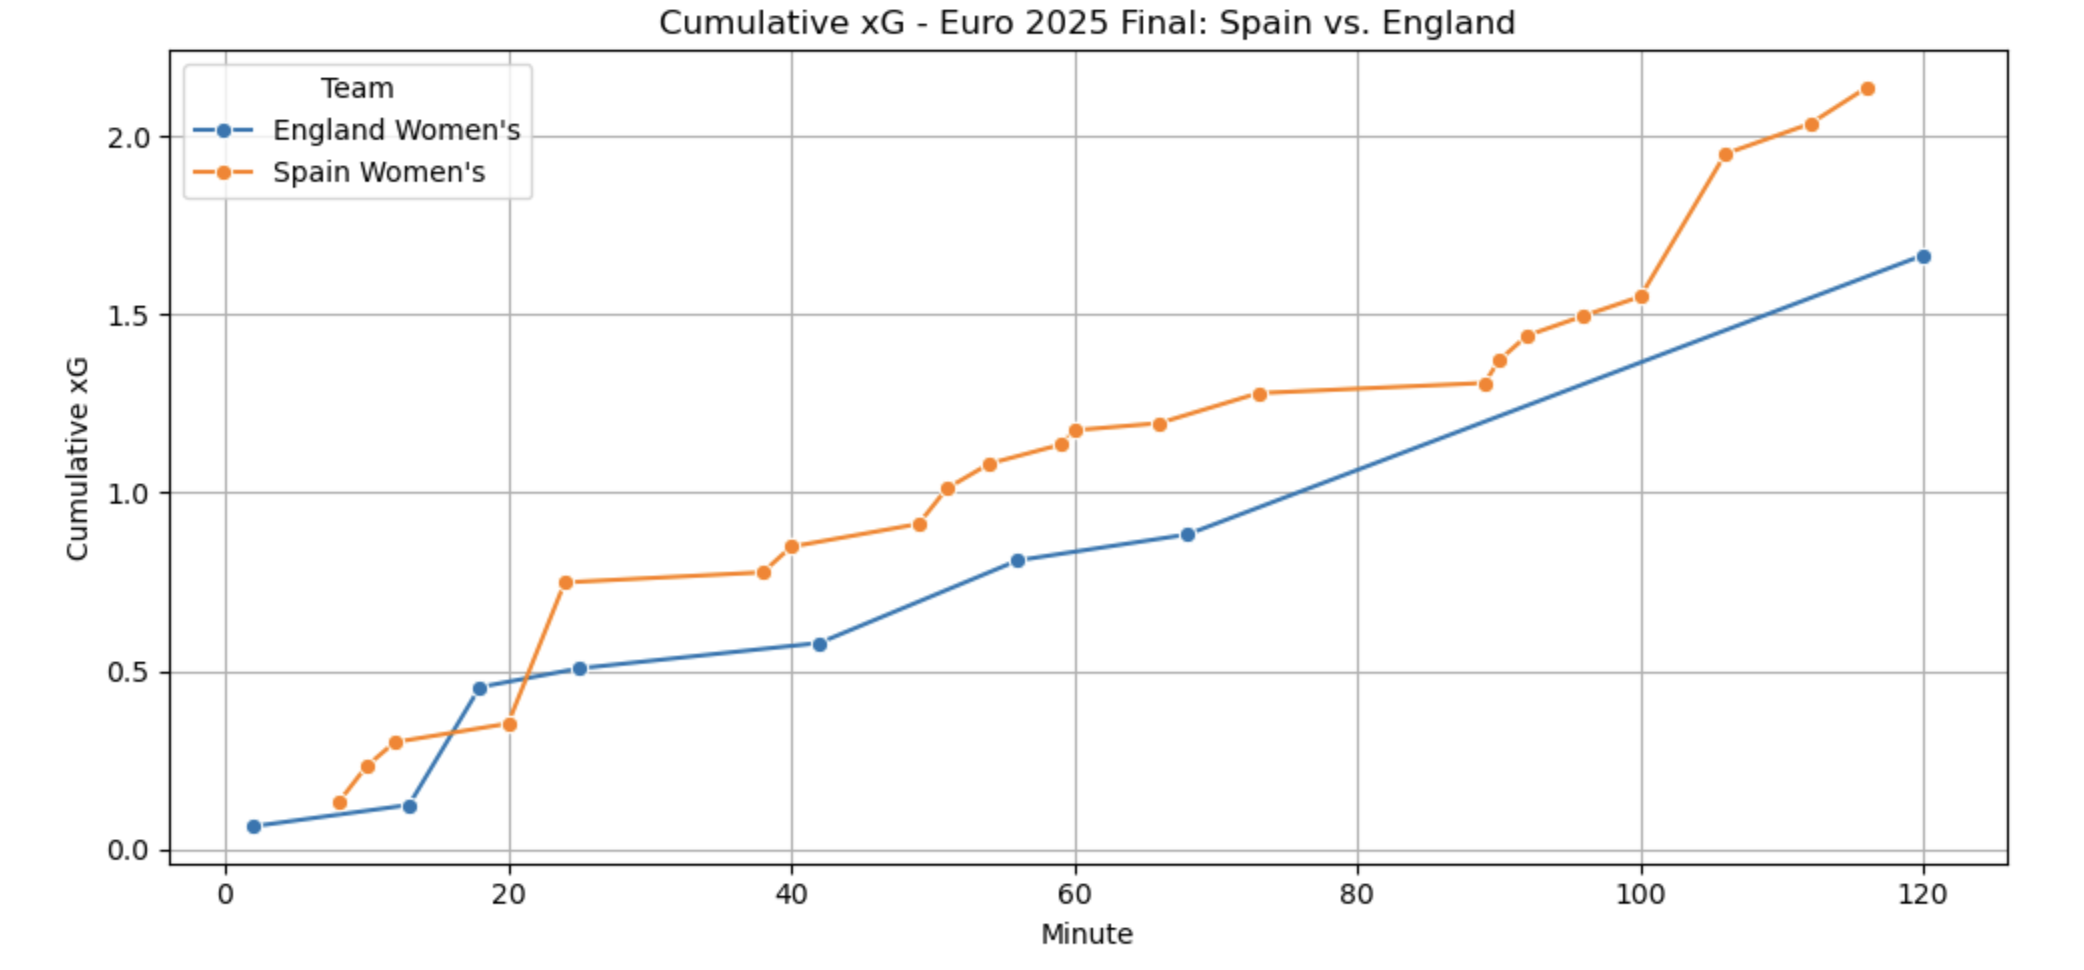 Cumulative xG - Euro 2025 Final: Spain vs. England
Team
England Women's
Spain Women's
Cumulative xG
2.0
1.5
1.0
0.5
0.0
0 20 40 60 80 100 120
Minute